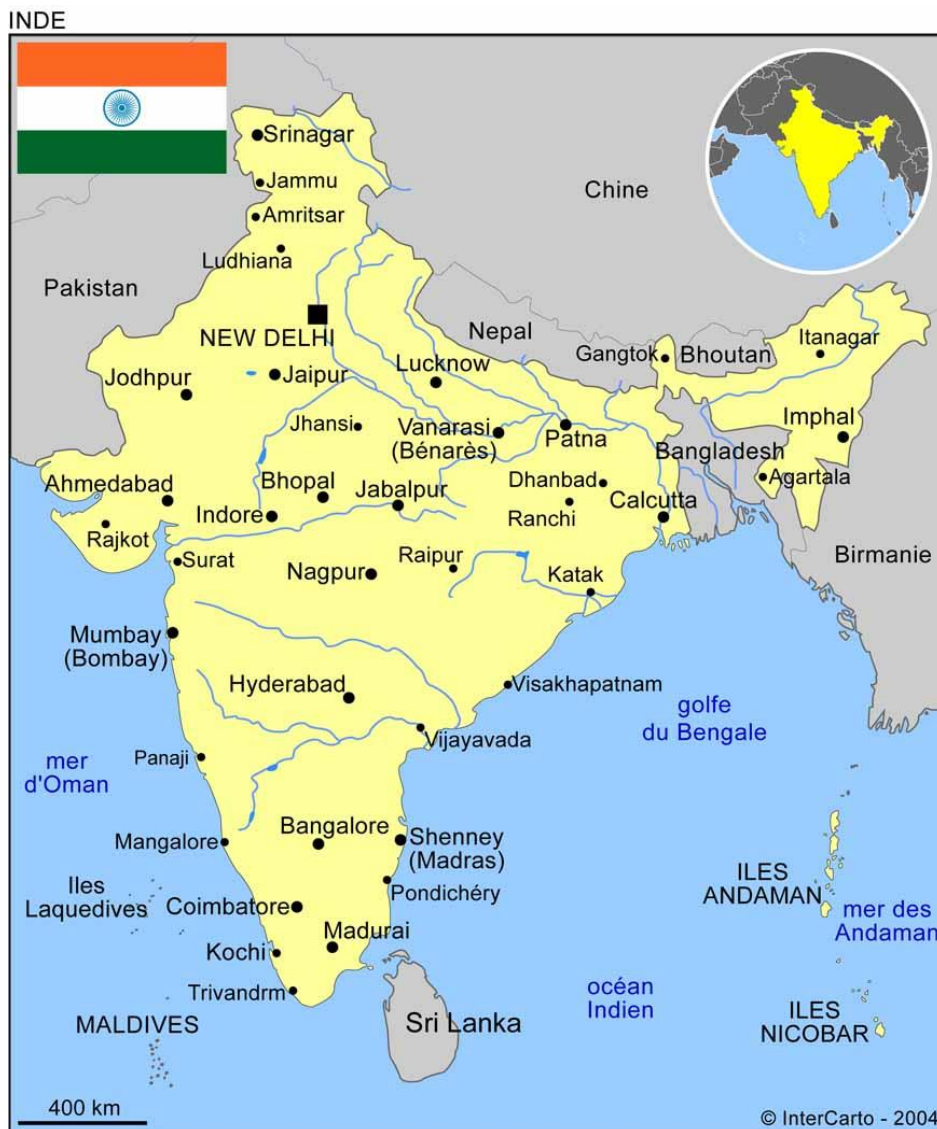 INDE
Srinagar
Jammu
Chine
Amritsar
Ludhiana
Pakistan
NEW DELHI
Nepal
Gangtok
Bhoutan
Itanagar
Jodhpur
Jaipur
Lucknow
Jhansi
Vanarasi
(Bénarès)
Patna
Bangladesh
Imphal
Ahmedabad
Bhopal
Jabalpur
Dhanbad
Agartala
Indore
Ranchi
Calcutta
Rajkot
Surat
Nagpur
Raipur
Katak
Birmanie
Mumbay
(Bombay)
Hyderabad
Visakhapatnam
golfe
du Bengale
Vijayavada
mer
d'Oman
Panaji
Mangalore
Bangalore
Shenney
(Madras)
Iles
Laquedives
Pondichéry
ILES
ANDAMAN
Coimbatore
mer des
Andaman
Madurai
Kochi
Trivandrm
océan
Indien
MALDIVES
Sri Lanka
ILES
NICOBAR
400 km
© InterCarto - 2004